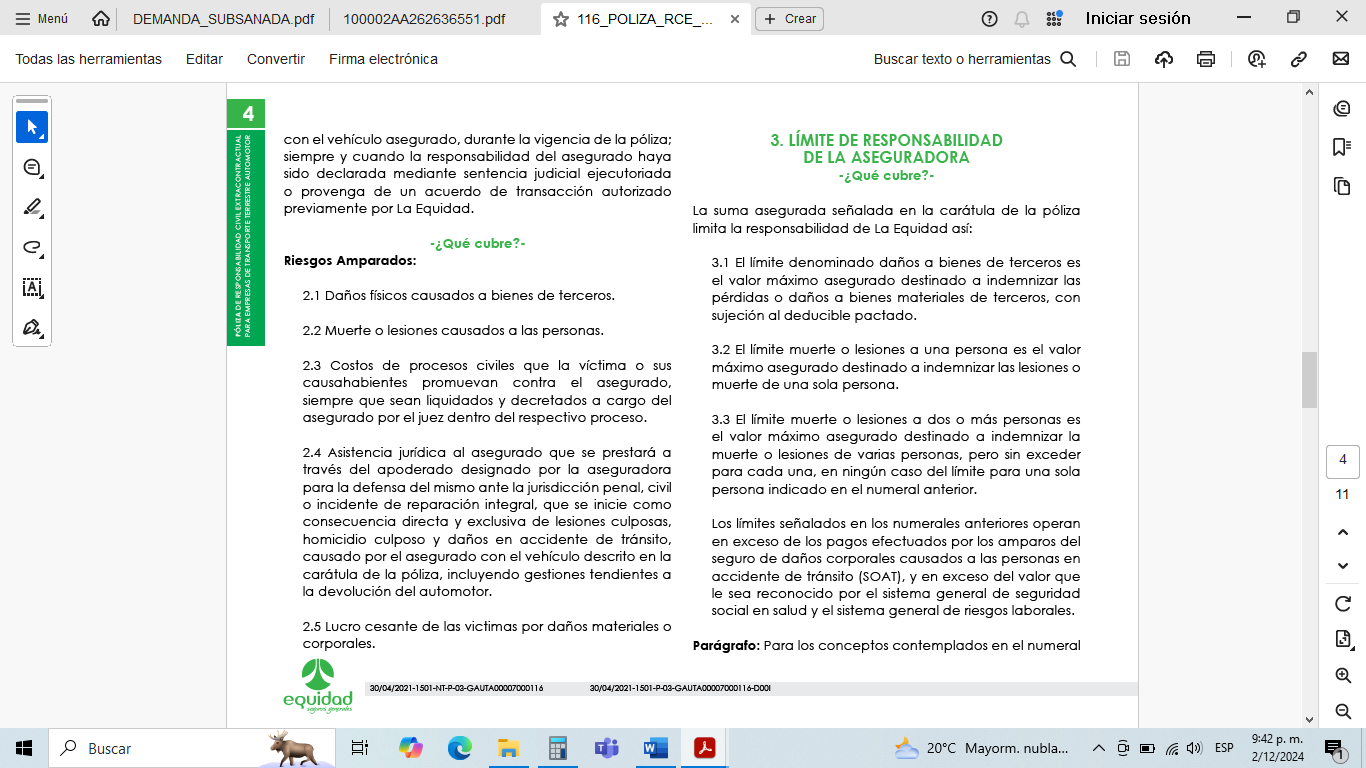 Menú
DEMANDA_SUBSANADA.pdf
100002AA262636551.pdf
116_POLIZA_RCE_...
Crear
Iniciar sesión
Todas las herramientas
Editar
Convertir
Firma electrónica
Buscar texto o herramientas
4
PÓLIZA DE RESPONSABILIDAD CIVIL EXTRACONTRACTUAL
PARA EMPRESAS DE TRANSPORTE TERRESTRE AUTOMOTOR
con el vehículo asegurado, durante la vigencia de la póliza;
siempre y cuando la responsabilidad del asegurado haya
sido declarada mediante sentencia judicial ejecutoriada
o provenga de un acuerdo de transacción autorizado
previamente por La Equidad.
-¿Qué cubre?-
Riesgos Amparados:
2.1 Daños físicos causados a bienes de terceros.
2.2 Muerte o lesiones causados a las personas.
2.3 Costos de procesos civiles que la víctima o sus
causahabientes promuevan contra el asegurado,
siempre que sean liquidados y decretados a cargo del
asegurado por el juez dentro del respectivo proceso.
2.4 Asistencia jurídica al asegurado que se prestará a
través del apoderado designado por la aseguradora
para la defensa del mismo ante la jurisdicción penal, civil
o incidente de reparación integral, que se inicie como
consecuencia directa y exclusiva de lesiones culposas,
homicidio culposo y daños en accidente de tránsito,
causado por el asegurado con el vehículo descrito en la
carátula de la póliza, incluyendo gestiones tendientes a
la devolución del automotor.
2.5 Lucro cesante de las victimas por daños materiales o
corporales.
3. LÍMITE DE RESPONSABILIDAD
DE LA ASEGURADORA
-¿Qué cubre?-
La suma asegurada señalada en la carátula de la póliza
limita la responsabilidad de La Equidad así:
3.1 El límite denominado daños a bienes de terceros es
el valor máximo asegurado destinado a indemnizar las
pérdidas o daños a bienes materiales de terceros, con
sujeción al deducible pactado.
3.2 El límite muerte o lesiones a una persona es el valor
máximo asegurado destinado a indemnizar las lesiones o
muerte de una sola persona.
3.3 El límite muerte o lesiones a dos o más personas es
el valor máximo asegurado destinado a indemnizar la
muerte o lesiones de varias personas, pero sin exceder
para cada una, en ningún caso del límite para una sola
persona indicado en el numeral anterior.
Los límites señalados en los numerales anteriores operan
en exceso de los pagos efectuados por los amparos del
seguro de daños corporales causados a las personas en
accidente de tránsito (SOAT), y en exceso del valor que
le sea reconocido por el sistema general de seguridad
social en salud y el sistema general de riesgos laborales.
Parágrafo: Para los conceptos contemplados en el numeral
equidad
seguros generales
30/04/2021-1501-NT-P-03-GAUTA00007000116
30/04/2021-1501-P-03-GAUTA00007000116-D00I
4
11
Buscar
20°C Mayorm. nubla...
ESP
9:42 p. m.
2/12/2024
1